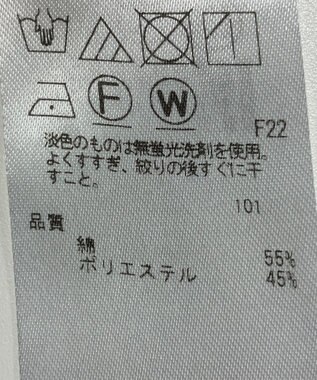 F W
F22
淡色のものは無蛍光洗剤を使用。
よくすすぎ、絞りの後すぐに干
すこと。
101
品質
綿 55%
ポリエステル 45%